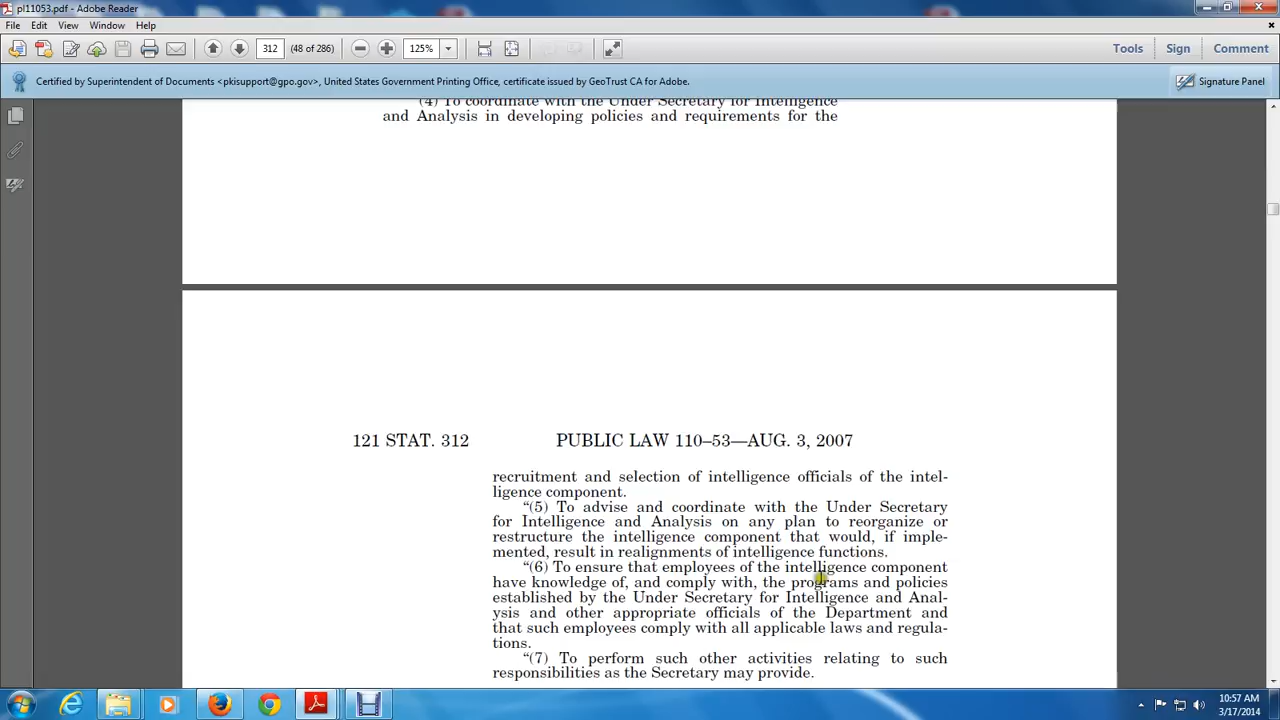 pl11053.pdf - Adobe Reader
File Edit View Window Help
312 (48 of 286) 125% Tools Sign Comment
Certified by Superintendent of Documents <pkisupport@gpo.gov>, United States Government Printing Office, certificate issued by GeoTrust CA for Adobe. Signature Panel
(4) To coordinate with the Under Secretary for Intelligence
and Analysis in developing policies and requirements for the
121 STAT. 312 PUBLIC LAW 110–53—AUG. 3, 2007
recruitment and selection of intelligence officials of the intel-
ligence component.
“(5) To advise and coordinate with the Under Secretary
for Intelligence and Analysis on any plan to reorganize or
restructure the intelligence component that would, if imple-
mented, result in realignments of intelligence functions.
“(6) To ensure that employees of the intelligence component
have knowledge of, and comply with, the programs and policies
established by the Under Secretary for Intelligence and Anal-
ysis and other appropriate officials of the Department and
that such employees comply with all applicable laws and regula-
tions.
“(7) To perform such other activities relating to such
responsibilities as the Secretary may provide.
10:57 AM
3/17/2014